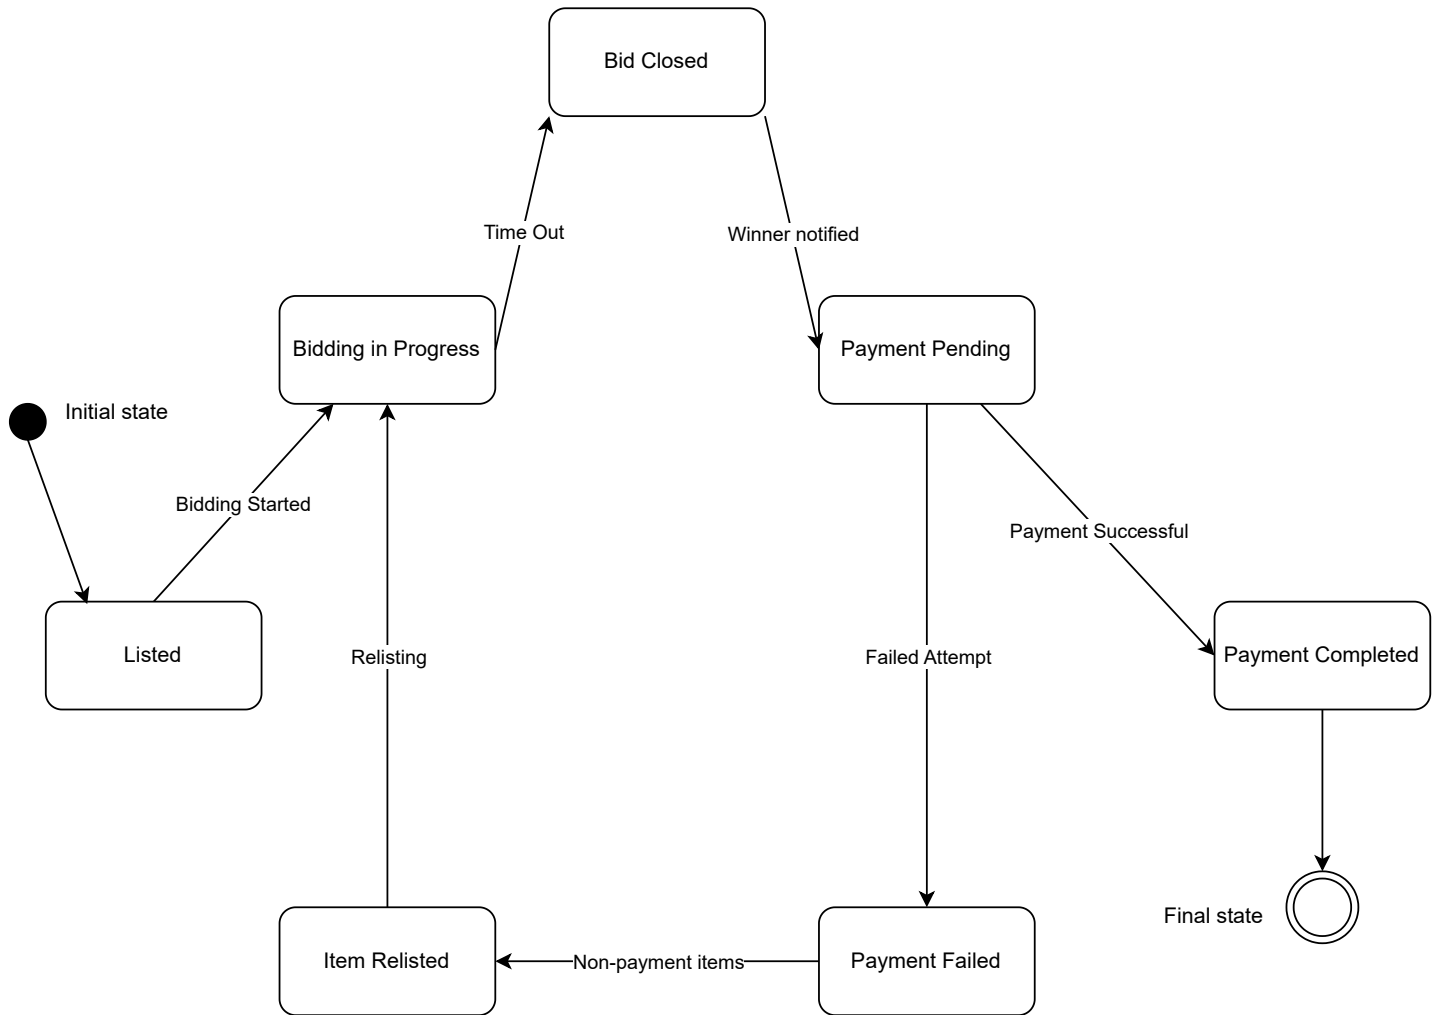 Bid Closed
Time Out
Winner notified
Bidding in Progress
Payment Pending
Initial state
Bidding Started
Payment Successful
Listed
Relisting
Failed Attempt
Payment Completed
Final state
Item Relisted
Non-payment items
Payment Failed